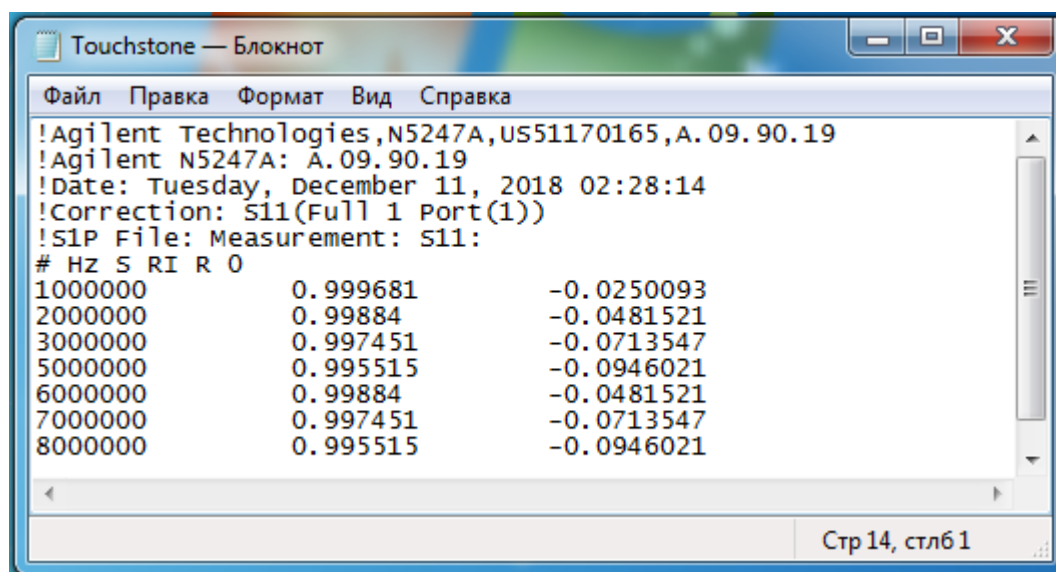 Touchstone — Блокнот
Файл Правка Формат Вид Справка
!Agilent Technologies,N5247A,US51170165,A.09.90.19
!Agilent N5247A: A.09.90.19
!Date: Tuesday, December 11, 2018 02:28:14
!Correction: S11(Full 1 Port(1))
!S1P File: Measurement: S11:
# Hz S RI R 0
1000000 0.999681 -0.0250093
2000000 0.99884 -0.0481521
3000000 0.997451 -0.0713547
5000000 0.995515 -0.0946021
6000000 0.99884 -0.0481521
7000000 0.997451 -0.0713547
8000000 0.995515 -0.0946021
Стр 14, стлб 1